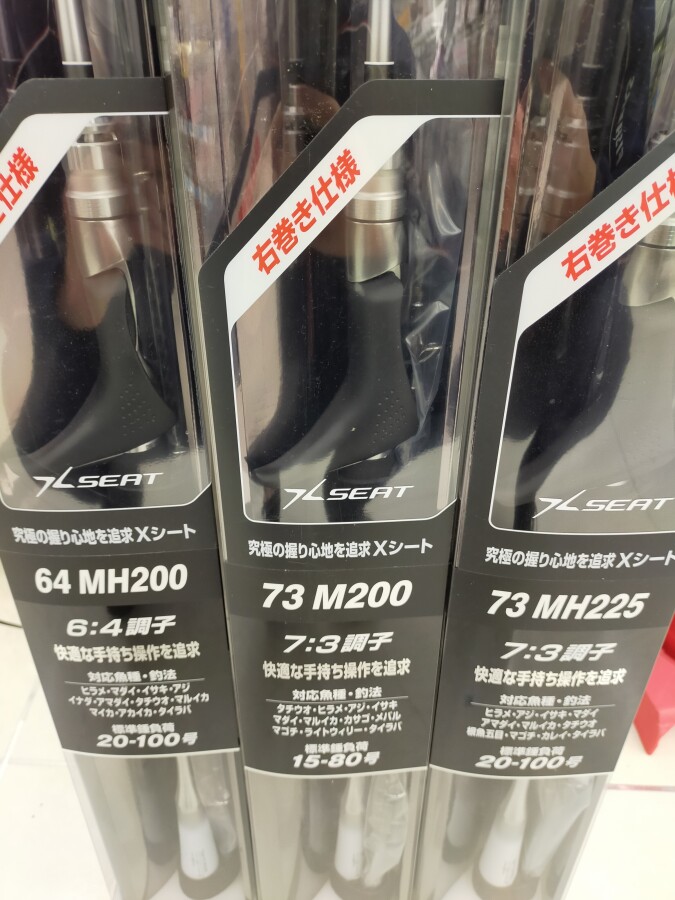 仕様
X SEAT
究極の握り心地を追求 Xシート
64 MH200
6:4調子
快適な手持ち操作を追求
対応魚種・釣法
ヒラメ・マダイ・イサキ・アジ
イナダ・アマダイ・タチウオ・マルイカ
マイカ・アカイカ・タイラバ
標準錘負荷
20-100号
右巻き仕様
X SEAT
究極の握り心地を追求 Xシート
73 M200
7:3調子
快適な手持ち操作を追求
対応魚種・釣法
タチウオ・ヒラメ・アジ・イサキ
マダイ・マルイカ・カサゴ・メバル
マゴチ・ライトウィリー・タイラバ
標準錘負荷
15-80号
右巻き仕様
X SEAT
究極の握り心地を追求 Xシート
73 MH225
7:3調子
快適な手持ち操作を追求
対応魚種・釣法
ヒラメ・アジ・イサキ・マダイ
アマダイ・マルイカ・タチウオ
根魚五目・マゴチ・カレイ・タイラバ
標準錘負荷
20-100号